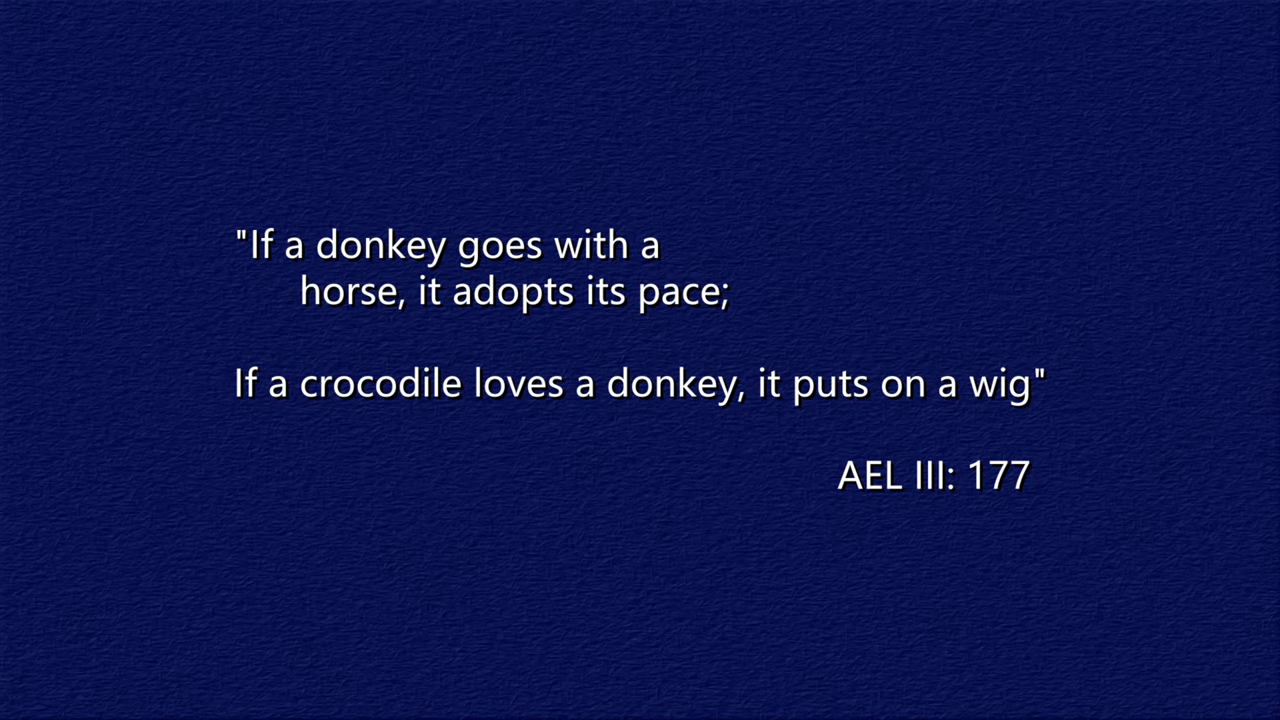 "If a donkey goes with a
horse, it adopts its pace;
If a crocodile loves a donkey, it puts on a wig"
AEL III: 177